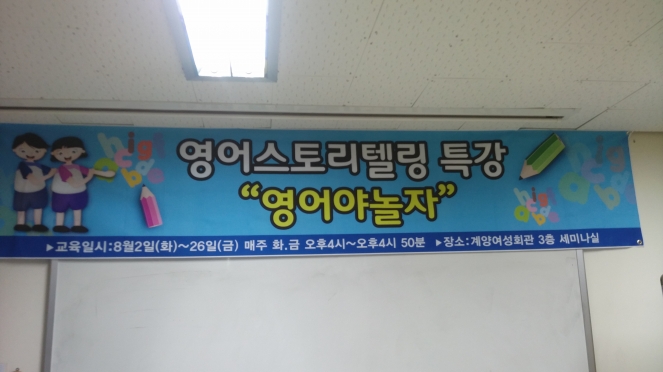 영어스토리텔링 특강
“영어야놀자”
▶교육일시:8월2일(화)~26일(금) 매주 화.금 오후4시~오후4시 50분 ▶장소:계양여성회관 3층 세미나실